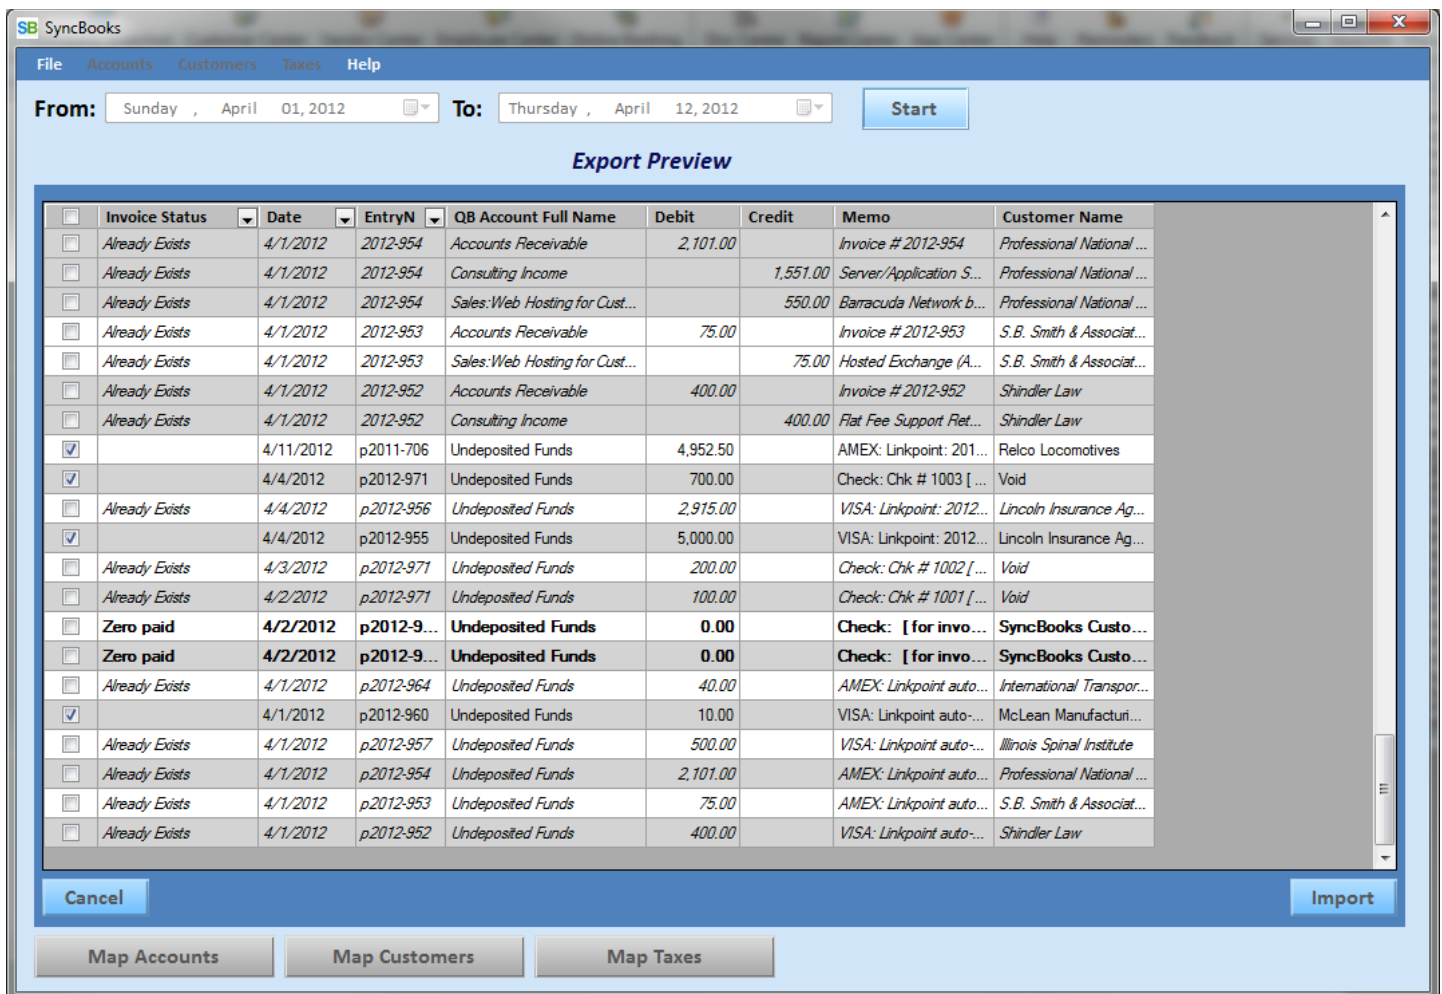 SB SyncBooks
File Accounts Customers Taxes Help
From: Sunday , April 01, 2012 To: Thursday , April 12, 2012 Start
Export Preview
Invoice Status Date EntryN QB Account Full Name Debit Credit Memo Customer Name
Already Exists 4/1/2012 2012-954 Accounts Receivable 2,101.00 Invoice # 2012-954 Professional National ...
Already Exists 4/1/2012 2012-954 Consulting Income 1,551.00 Server/Application S... Professional National ...
Already Exists 4/1/2012 2012-954 Sales:Web Hosting for Cust... 550.00 Barracuda Network b... Professional National ...
Already Exists 4/1/2012 2012-953 Accounts Receivable 75.00 Invoice # 2012-953 S.B. Smith & Associat...
Already Exists 4/1/2012 2012-953 Sales:Web Hosting for Cust... 75.00 Hosted Exchange (A... S.B. Smith & Associat...
Already Exists 4/1/2012 2012-952 Accounts Receivable 400.00 Invoice # 2012-952 Shindler Law
Already Exists 4/1/2012 2012-952 Consulting Income 400.00 Flat Fee Support Ret... Shindler Law
4/11/2012 p2011-706 Undeposited Funds 4,952.50 AMEX: Linkpoint: 201... Relco Locomotives
4/4/2012 p2012-971 Undeposited Funds 700.00 Check: Chk # 1003 [ ... Void
Already Exists 4/4/2012 p2012-956 Undeposited Funds 2,915.00 VISA: Linkpoint: 2012... Lincoln Insurance Ag...
4/4/2012 p2012-955 Undeposited Funds 5,000.00 VISA: Linkpoint: 2012... Lincoln Insurance Ag...
Already Exists 4/3/2012 p2012-971 Undeposited Funds 200.00 Check: Chk # 1002 [ ... Void
Already Exists 4/2/2012 p2012-971 Undeposited Funds 100.00 Check: Chk # 1001 [ ... Void
Zero paid 4/2/2012 p2012-9... Undeposited Funds 0.00 Check: [ for invo... SyncBooks Custo...
Zero paid 4/2/2012 p2012-9... Undeposited Funds 0.00 Check: [ for invo... SyncBooks Custo...
Already Exists 4/1/2012 p2012-964 Undeposited Funds 40.00 AMEX: Linkpoint auto... International Transpor...
4/1/2012 p2012-960 Undeposited Funds 10.00 VISA: Linkpoint auto-... McLean Manufacturi...
Already Exists 4/1/2012 p2012-957 Undeposited Funds 500.00 VISA: Linkpoint auto-... Illinois Spinal Institute
Already Exists 4/1/2012 p2012-954 Undeposited Funds 2,101.00 AMEX: Linkpoint auto... Professional National ...
Already Exists 4/1/2012 p2012-953 Undeposited Funds 75.00 AMEX: Linkpoint auto... S.B. Smith & Associat...
Already Exists 4/1/2012 p2012-952 Undeposited Funds 400.00 VISA: Linkpoint auto-... Shindler Law
Cancel Import
Map Accounts Map Customers Map Taxes